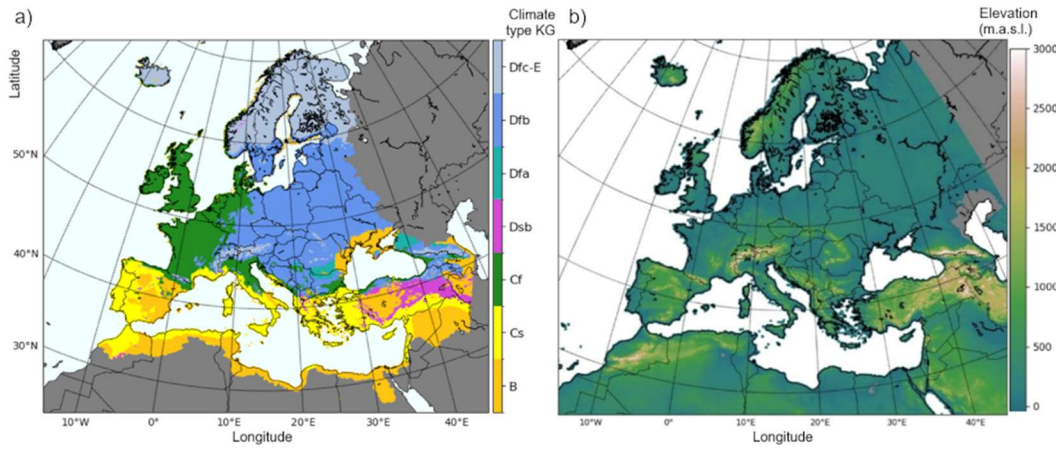 a)
Climate
type KG
Latitude
50°N
40°N
30°N
10°W
0°
10°E
20°E
30°E
40°E
Longitude
Dfc-E
Dfb
Dfa
Dsb
Cf
Cs
B
b)
Elevation
(m.a.s.l.)
3000
2500
2000
1500
1000
500
0
10°W
0°
10°E
20°E
30°E
40°E
Longitude